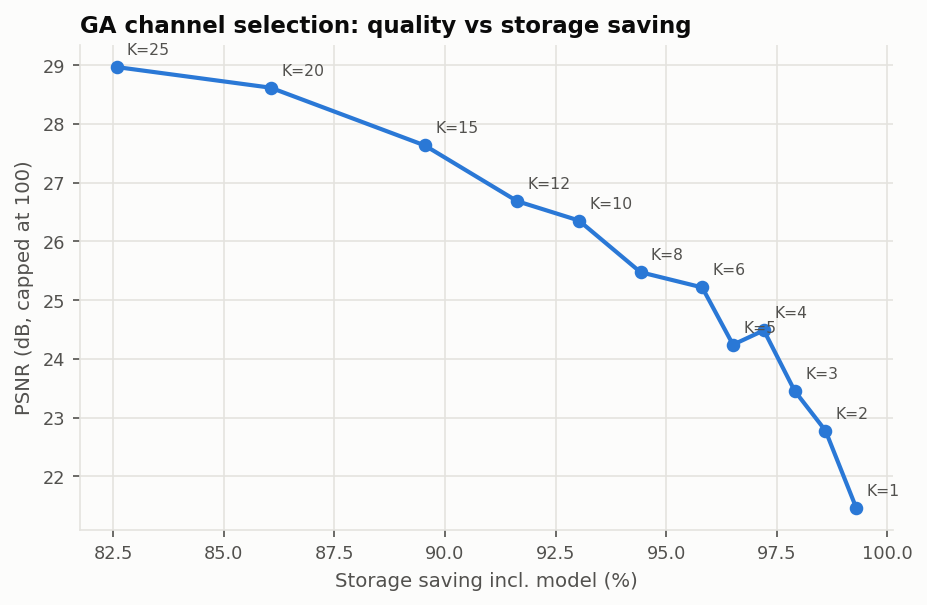 GA channel selection: quality vs storage saving
K=25
K=20
K=15
K=12
K=10
K=8
K=6
K=5
K=4
K=3
K=2
K=1
PSNR (dB, capped at 100)
29
28
27
26
25
24
23
22
82.5 85.0 87.5 90.0 92.5 95.0 97.5 100.0
Storage saving incl. model (%)